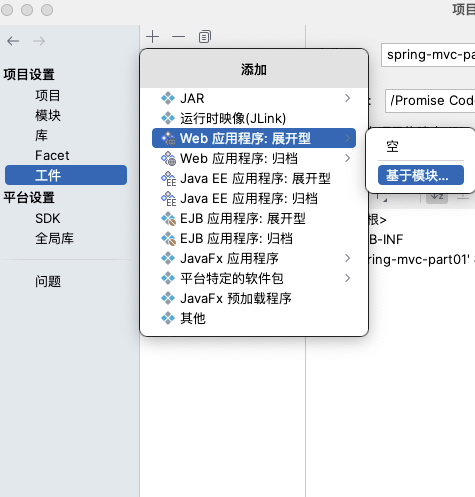 项目
项目设置
项目
模块
库
Facet
工件
平台设置
SDK
全局库
问题
添加
JAR
运行时映像(JLink)
Web 应用程序: 展开型
Web 应用程序: 归档
Java EE 应用程序: 展开型
Java EE 应用程序: 归档
EJB 应用程序: 展开型
EJB 应用程序: 归档
JavaFx 应用程序
平台特定的软件包
JavaFx 预加载程序
其他
空
基于模块...
spring-mvc-pa
:
/Promise Cod
根>
B-INF
ring-mvc-part01'